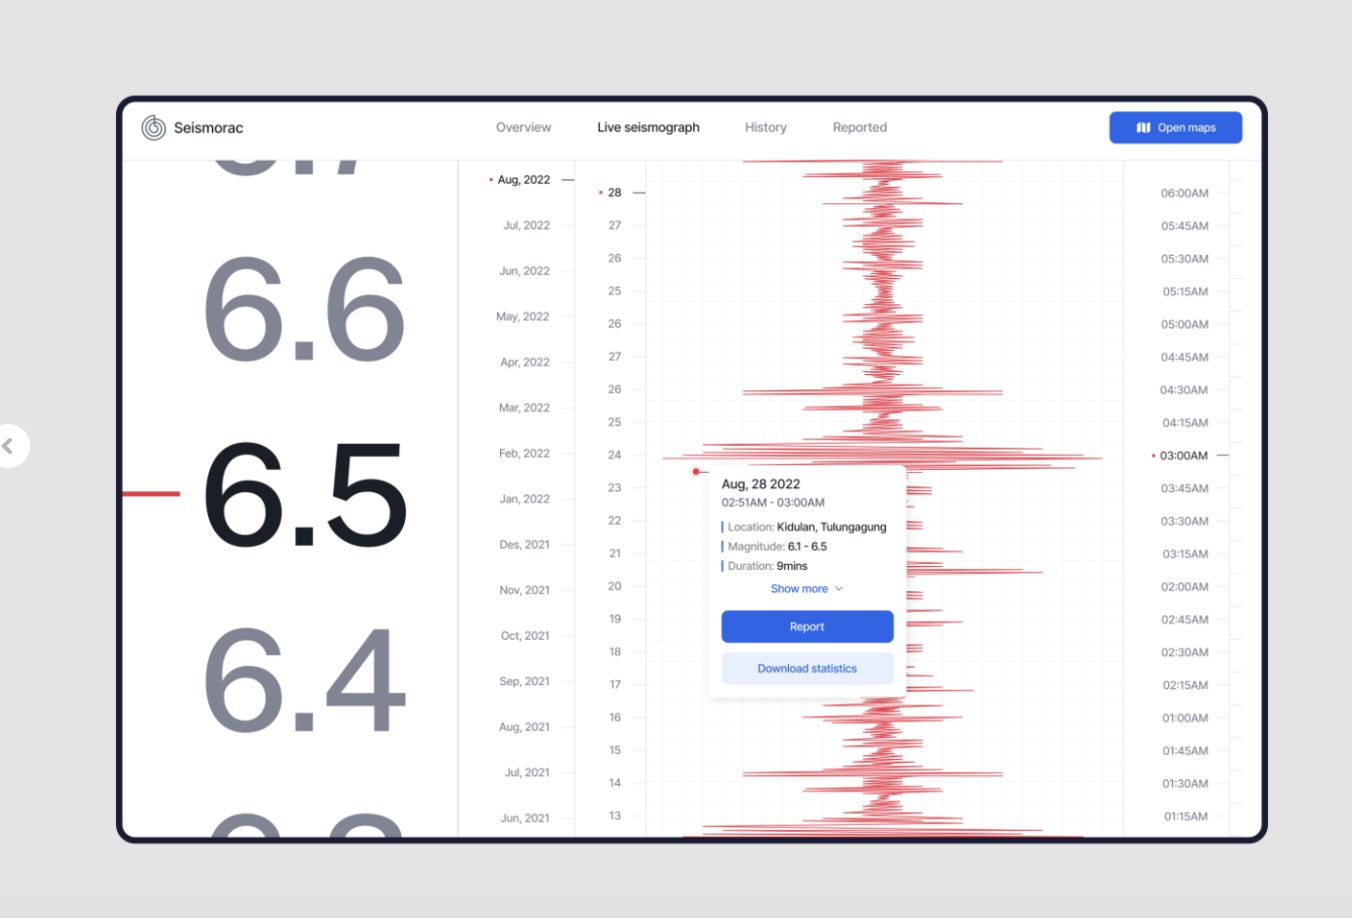 Seismorac
Overview
Live seismograph
History
Reported
Open maps
6.6
6.5
6.4
Aug, 2022
Jul, 2022
Jun, 2022
May, 2022
Apr, 2022
Mar, 2022
Feb, 2022
Jan, 2022
Des, 2021
Nov, 2021
Oct, 2021
Sep, 2021
Aug, 2021
Jul, 2021
Jun, 2021
28
27
26
25
26
27
26
25
24
23
22
21
20
19
18
17
16
15
14
13
Aug, 28 2022
02:51AM - 03:00AM
Location: Kidulan, Tulungagung
Magnitude: 6.1 - 6.5
Duration: 9mins
Show more
Report
Download statistics
06:00AM
05:45AM
05:30AM
05:15AM
05:00AM
04:45AM
04:30AM
04:15AM
03:00AM
03:45AM
03:30AM
03:15AM
02:00AM
02:45AM
02:30AM
02:15AM
01:00AM
01:45AM
01:30AM
01:15AM